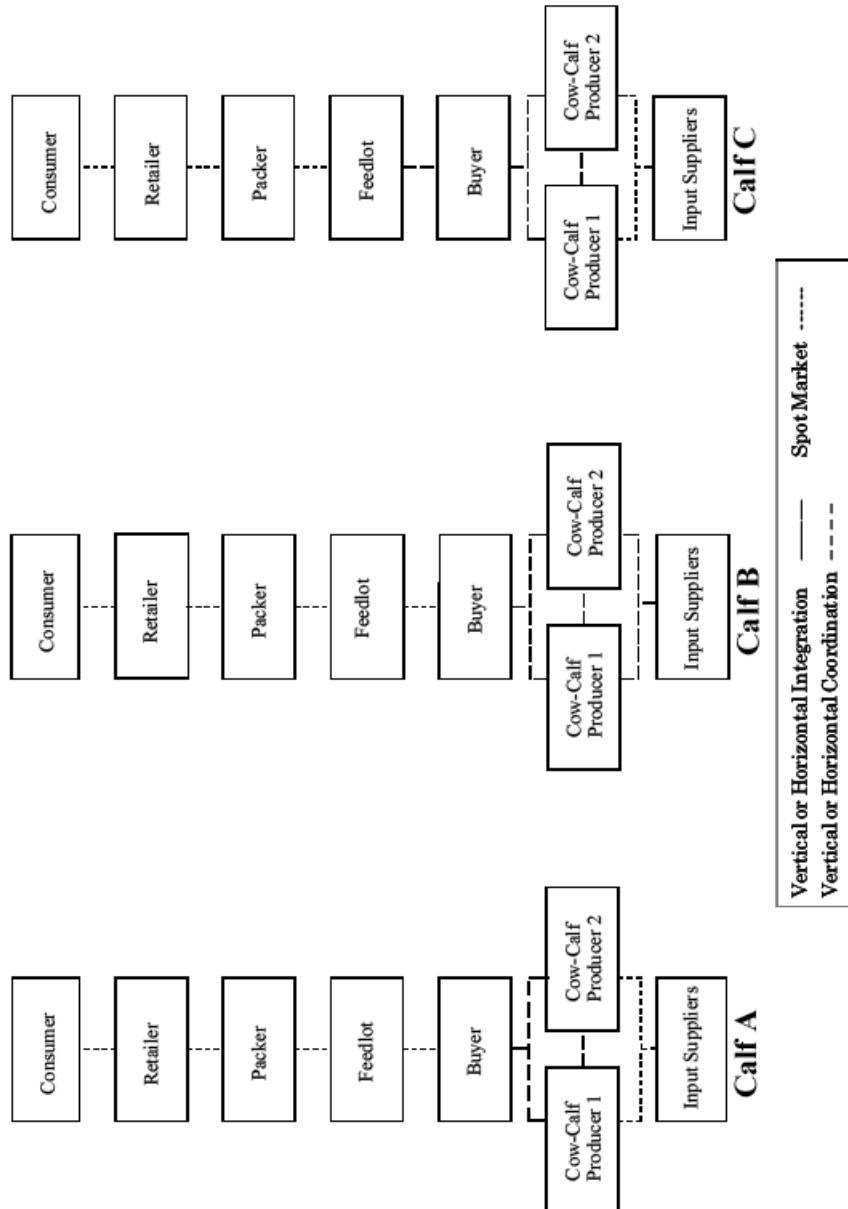 Consumer
Consumer
Consumer
Retailer
Retailer
Retailer
Packer
Packer
Packer
Feedlot
Feedlot
Feedlot
Buyer
Buyer
Buyer
Cow-Calf
Producer 1
Cow-Calf
Producer 2
Cow-Calf
Producer 1
Cow-Calf
Producer 2
Cow-Calf
Producer 1
Cow-Calf
Producer 2
Input Suppliers
Input Suppliers
Input Suppliers
Calf A
Calf B
Calf C
Vertical or Horizontal Integration
Spot Market
Vertical or Horizontal Coordination